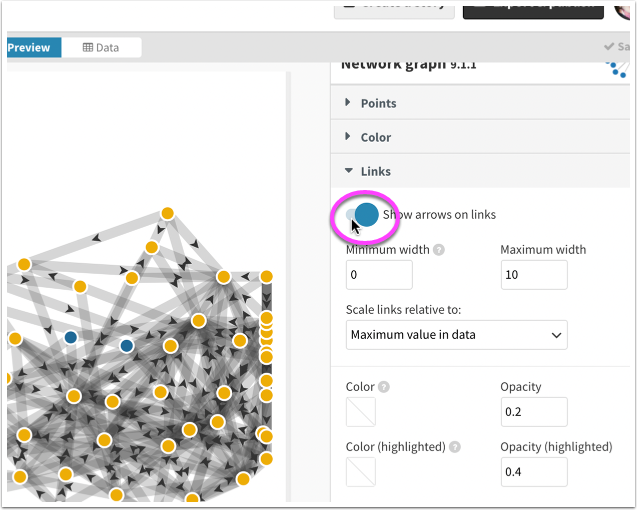 Preview
Data
Network graph 9.1.1
Points
Color
Links
Show arrows on links
Minimum width ?
Maximum width
0
10
Scale links relative to:
Maximum value in data
Color ?
Opacity
0.2
Color (highlighted) ?
Opacity (highlighted)
0.4